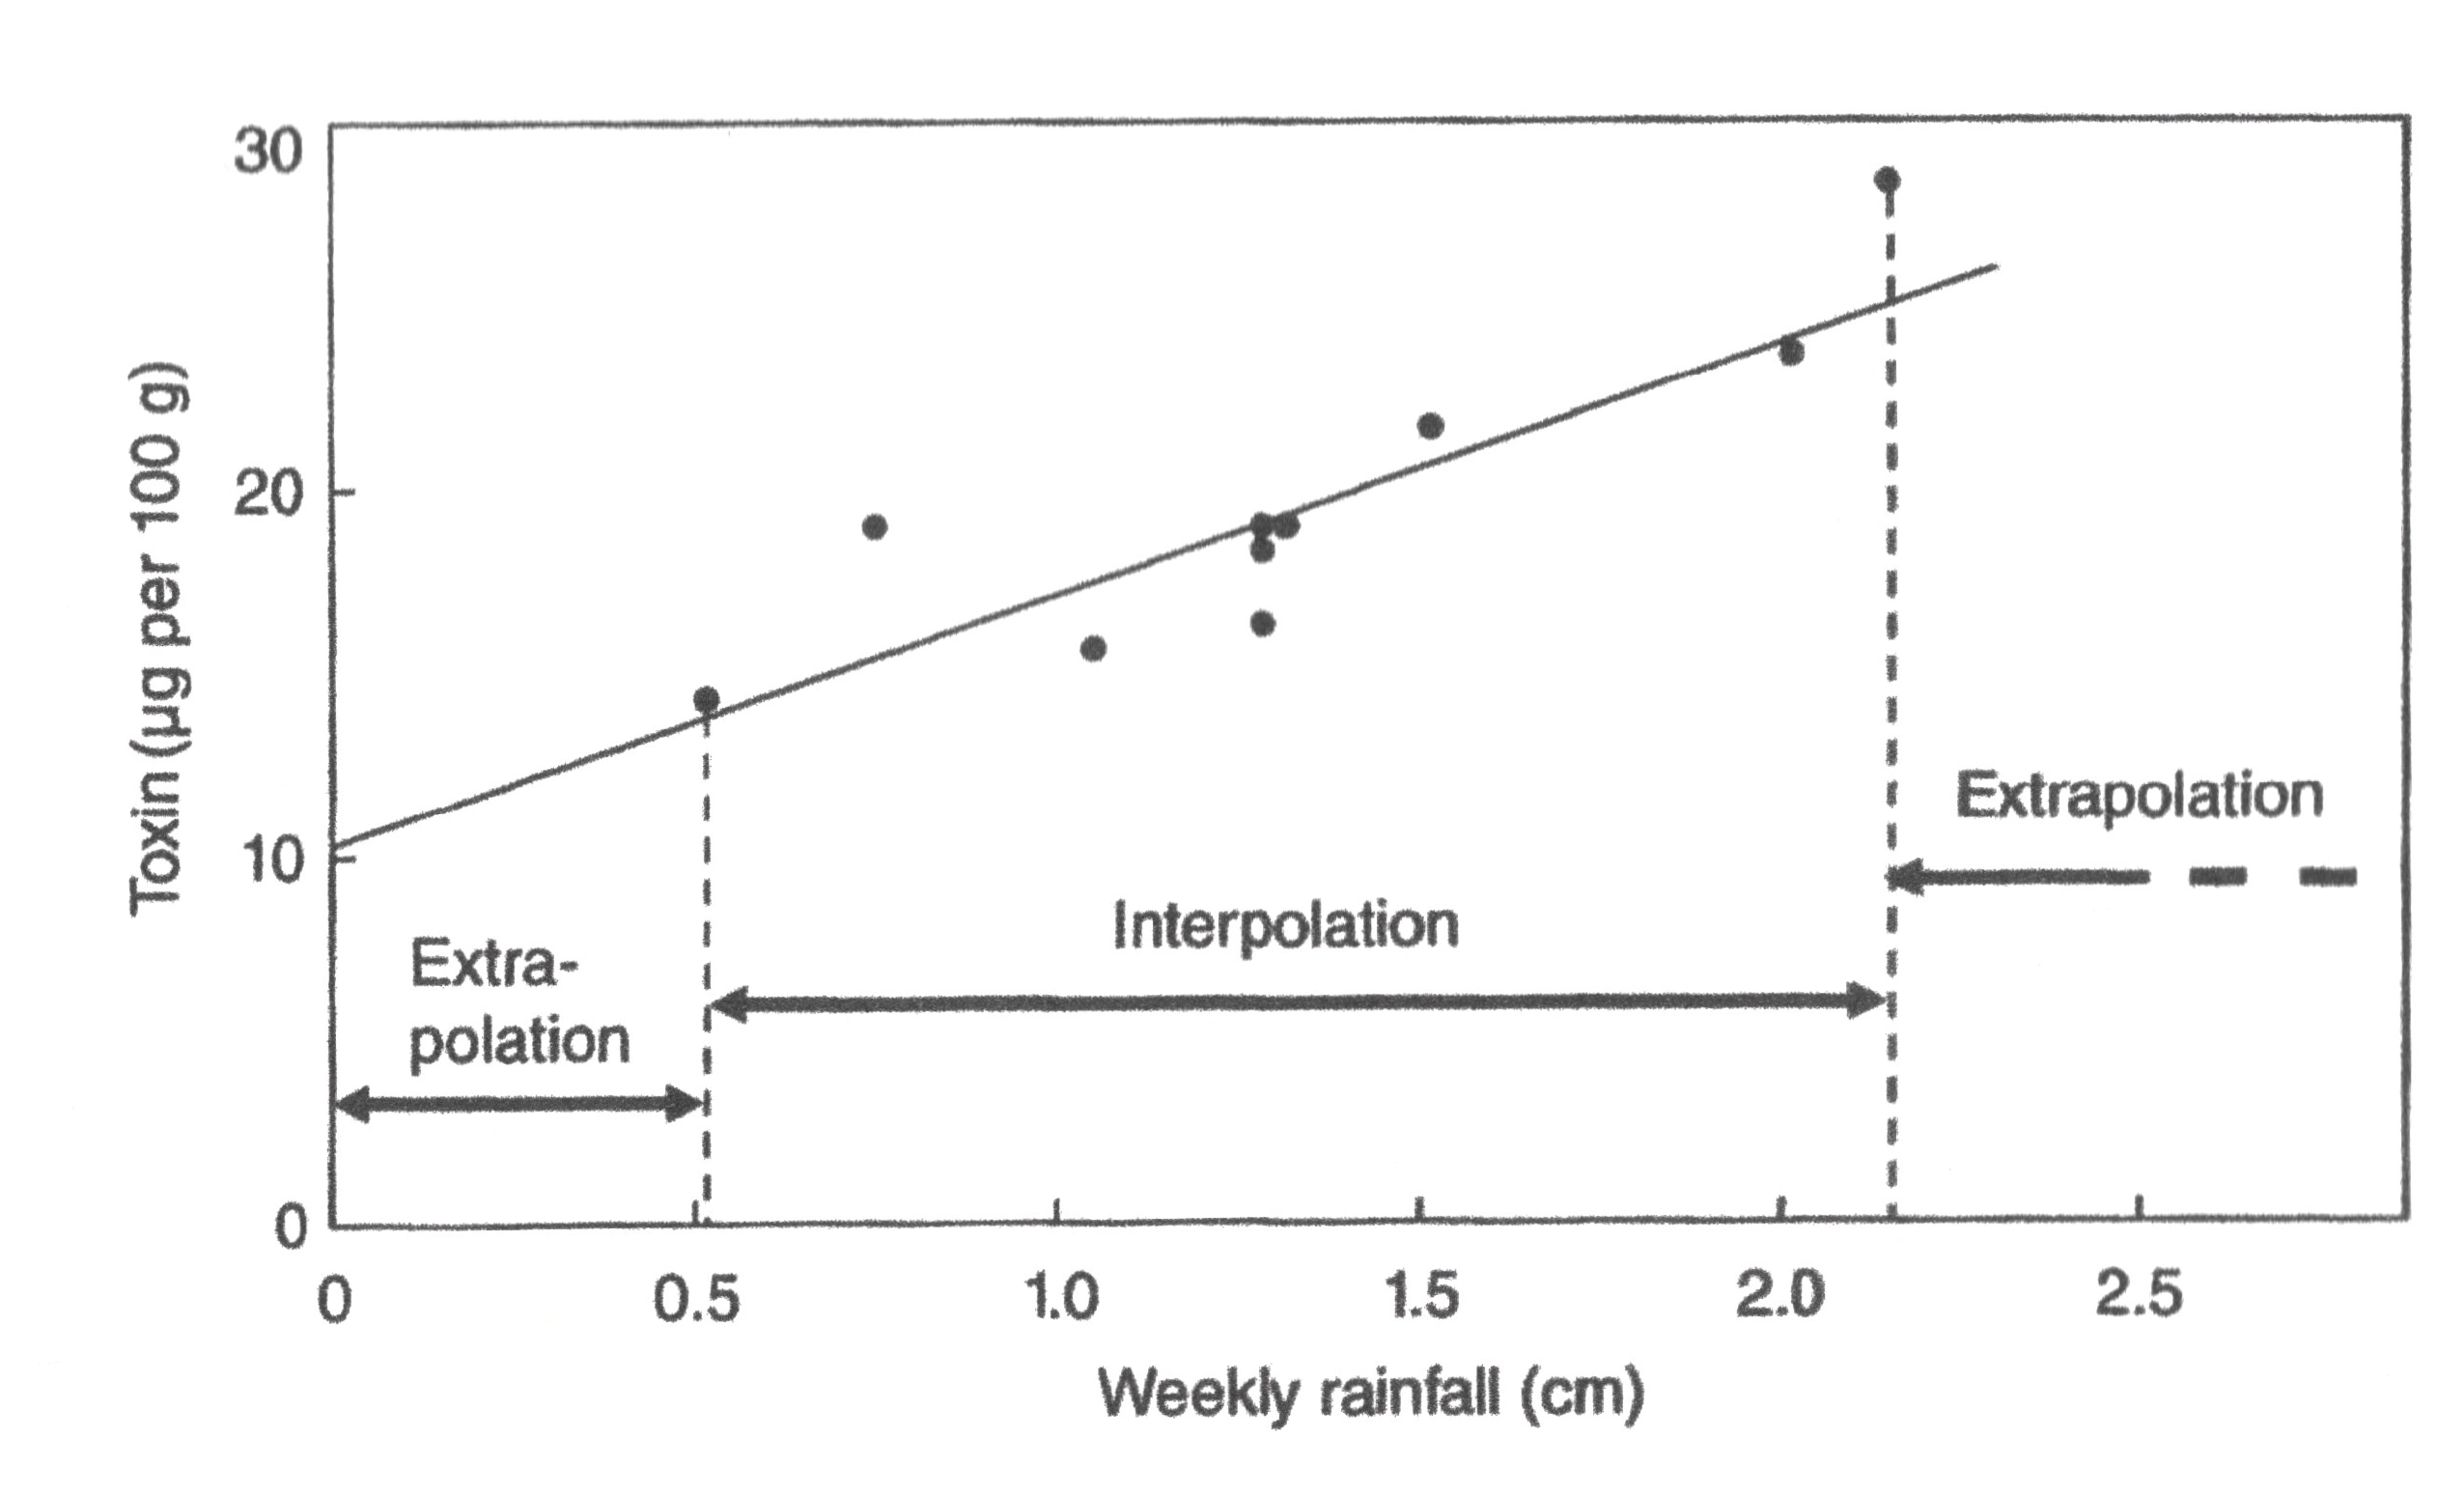 30
20
10
0
Toxin (µg per 100 g)
Extra-
polation
Interpolation
Extrapolation
0 0.5 1.0 1.5 2.0 2.5
Weekly rainfall (cm)